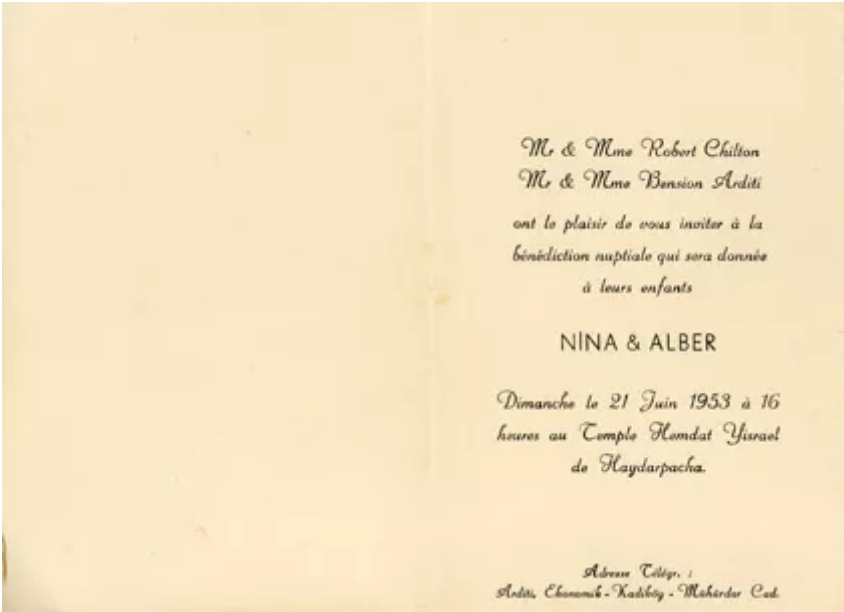 Mr & Mme Robert Chilton
Mr & Mme Bension Arditi
ont le plaisir de vous inviter à la
bénédiction nuptiale qui sera donnée
à leurs enfants
NİNA & ALBER
Dimanche le 21 Juin 1953 à 16
heures au Temple Hemdat Yisrael
de Haydarpacha.
Adresse Télégr. :
Arditi, Ekonomik - Kadiköy - Mühürdar Cad.